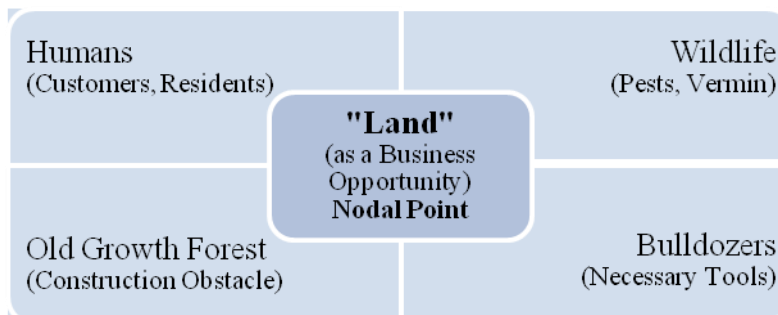 Humans
(Customers, Residents)
Wildlife
(Pests, Vermin)
"Land"
(as a Business
Opportunity)
Nodal Point
Old Growth Forest
(Construction Obstacle)
Bulldozers
(Necessary Tools)